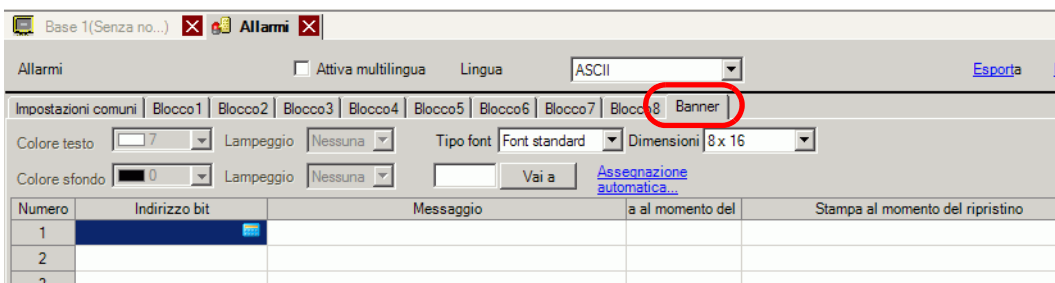 Base 1(Senza no...) Allarmi
Allarmi Attiva multilingua Lingua ASCII Esporta
Impostazioni comuni Blocco1 Blocco2 Blocco3 Blocco4 Blocco5 Blocco6 Blocco7 Blocco8 Banner
Colore testo 7 Lampeggio Nessuna Tipo font Font standard Dimensioni 8 x 16
Colore sfondo 0 Lampeggio Nessuna Vai a Assegnazione
automatica...
Numero Indirizzo bit Messaggio a al momento del Stampa al momento del ripristino
1
2